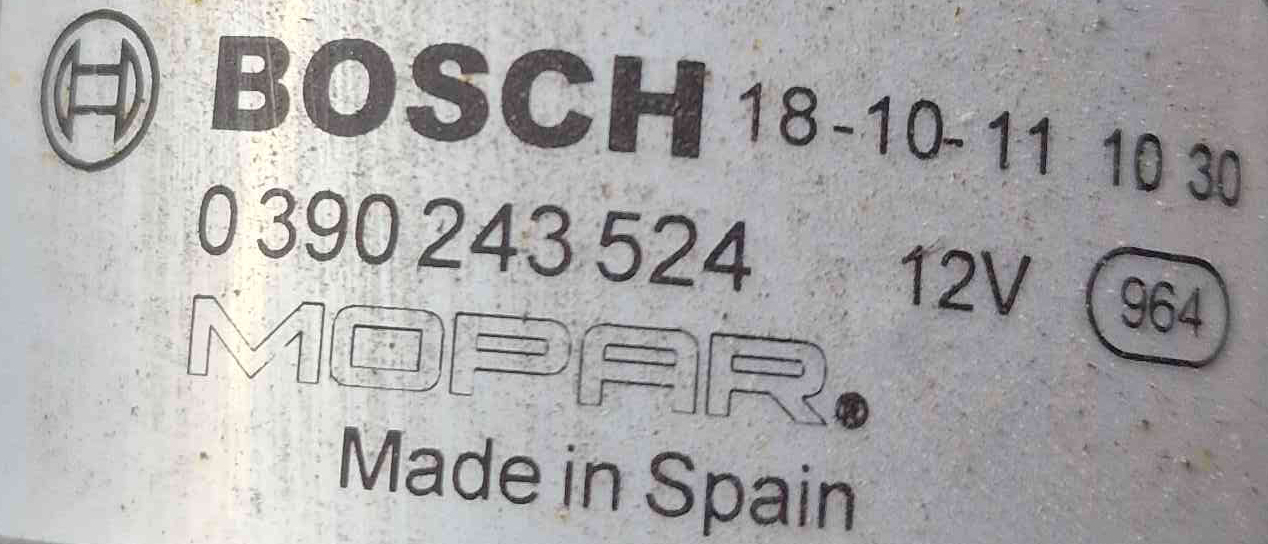 BOSCH 18-10-11 10 30
0 390 243 524 12V 964
MOPAR®
Made in Spain